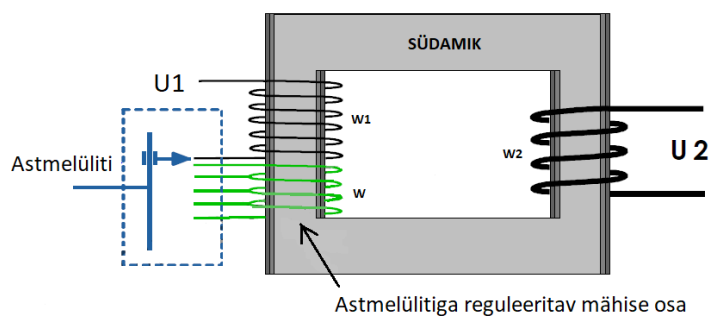 SÜDAMIK
U1
W1
Astmelüliti
W2
U 2
W
Astmelülitiga reguleeritav mähise osa